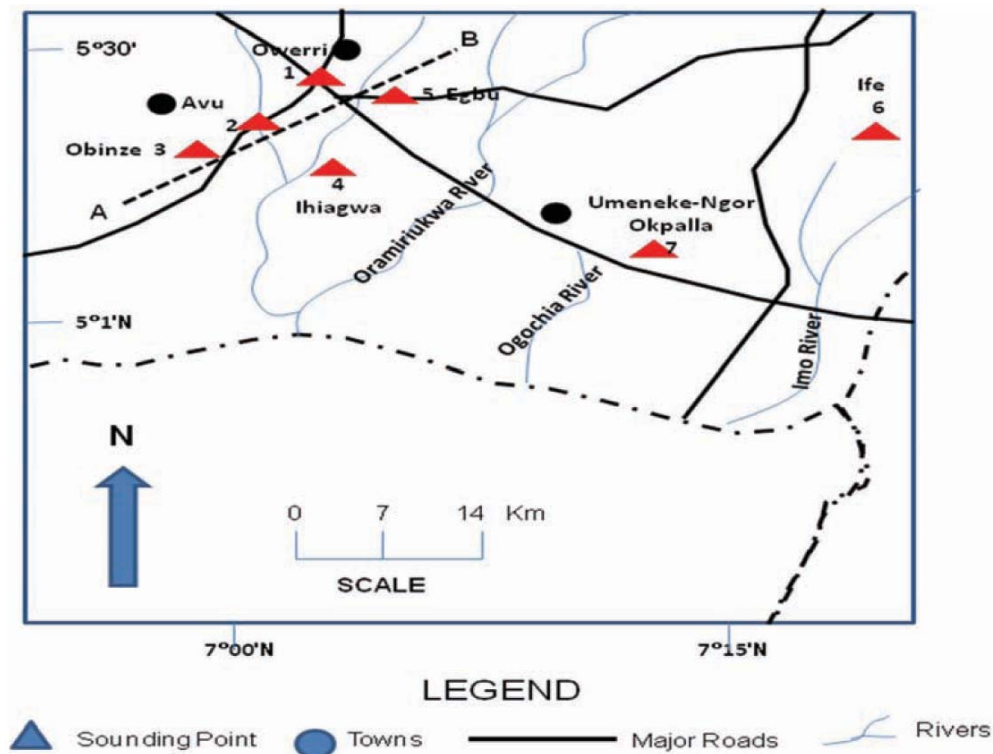 5°30'
Owerri
B
1
5 Egbu
Ife
6
Avu
2
Obinze 3
4
Ihiagwa
A
Oramiriukwa River
Umeneke-Ngor
Okpalla
7
Ogochia River
Imo River
5°1'N
N
0 7 14 Km
SCALE
7°00'N 7°15'N
LEGEND
Sounding Point Towns Major Roads Rivers